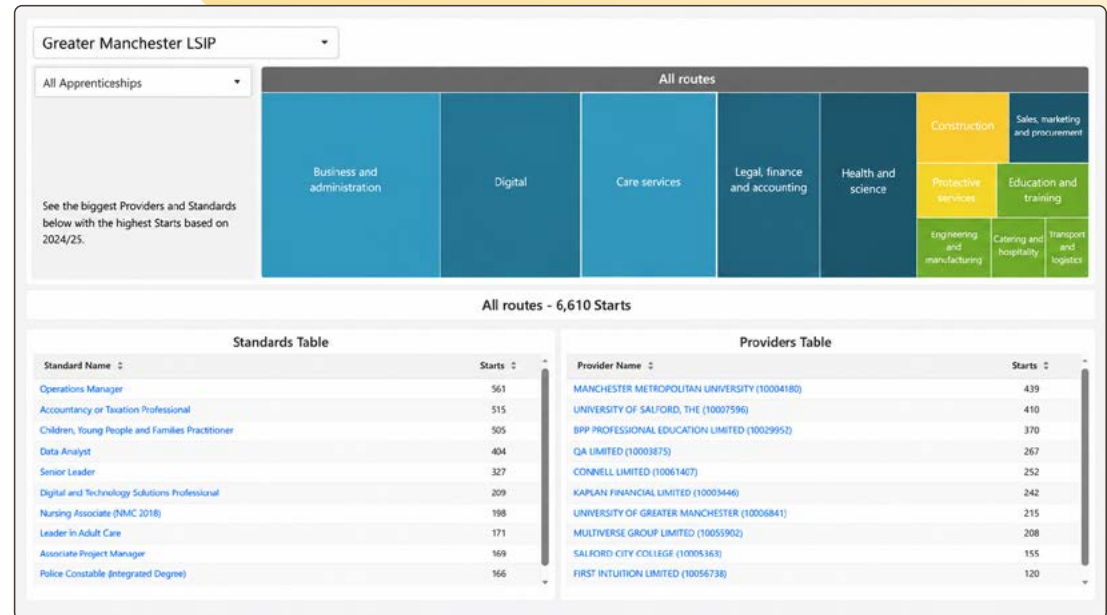 Greater Manchester LSIP
All Apprenticeships
See the biggest Providers and Standards
below with the highest Starts based on
2024/25.
All routes
Business and
administration
Digital
Care services
Legal, finance
and accounting
Health and
science
Construction
Sales, marketing
and procurement
Protective
services
Education and
training
Engineering
and
manufacturing
Catering and
hospitality
Transport
and
logistics
All routes - 6,610 Starts
Standards Table
Standard Name Starts
Operations Manager 561
Accountancy or Taxation Professional 515
Children, Young People and Families Practitioner 505
Data Analyst 404
Senior Leader 327
Digital and Technology Solutions Professional 209
Nursing Associate (NMC 2018) 198
Leader in Adult Care 171
Associate Project Manager 169
Police Constable (Integrated Degree) 166
Providers Table
Provider Name Starts
MANCHESTER METROPOLITAN UNIVERSITY (10004180) 439
UNIVERSITY OF SALFORD, THE (10007596) 410
BPP PROFESSIONAL EDUCATION LIMITED (10029952) 370
QA LIMITED (10003875) 267
CONNELL LIMITED (10061407) 252
KAPLAN FINANCIAL LIMITED (10003446) 242
UNIVERSITY OF GREATER MANCHESTER (10006841) 215
MULTIVERSE GROUP LIMITED (10055902) 208
SALFORD CITY COLLEGE (10005363) 155
FIRST INTUITION LIMITED (10056738) 120